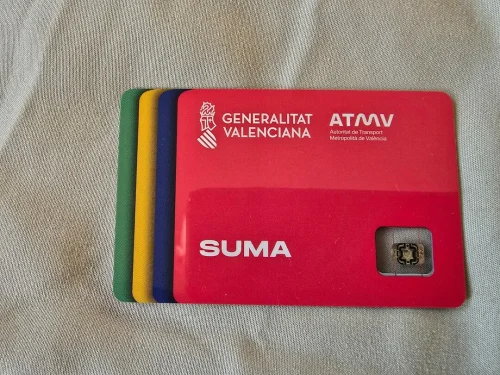 GENERALITAT
VALENCIANA
ATMV
Autoritat de Transport
Metropolità de València
SUMA